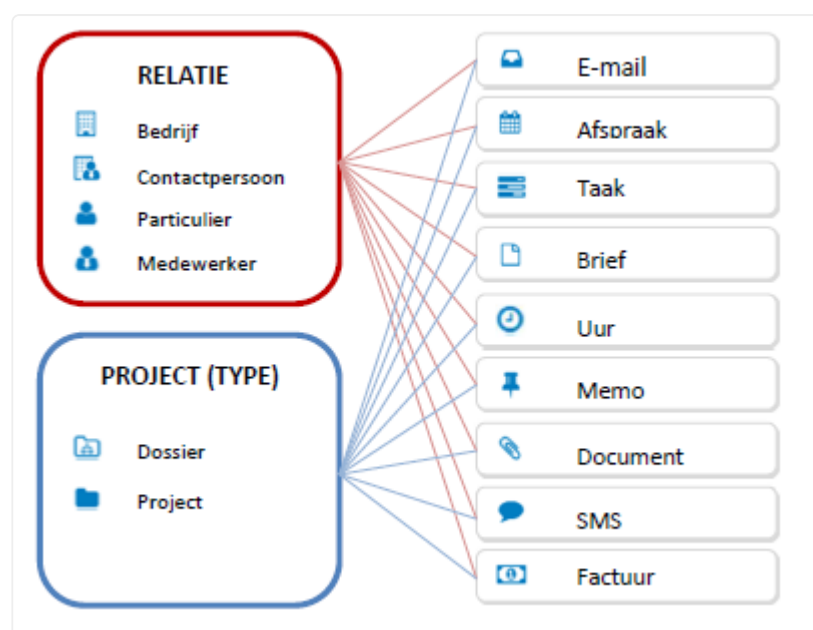 RELATIE
Bedrijf
Contactpersoon
Particulier
Medewerker
PROJECT (TYPE)
Dossier
Project
E-mail
Afspraak
Taak
Brief
Uur
Memo
Document
SMS
Factuur